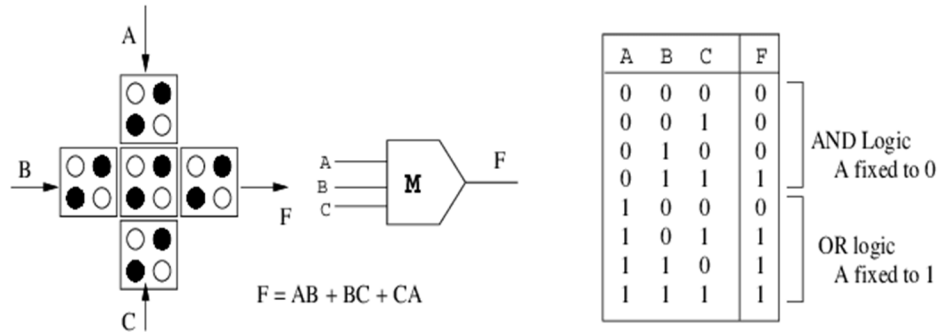 A
B
F
C
A
B
C
M
F
F = AB + BC + CA
A B C F
0 0 0 0
0 0 1 0
0 1 0 0
0 1 1 1
1 0 0 0
1 0 1 1
1 1 0 1
1 1 1 1
AND Logic
A fixed to 0
OR logic
A fixed to 1